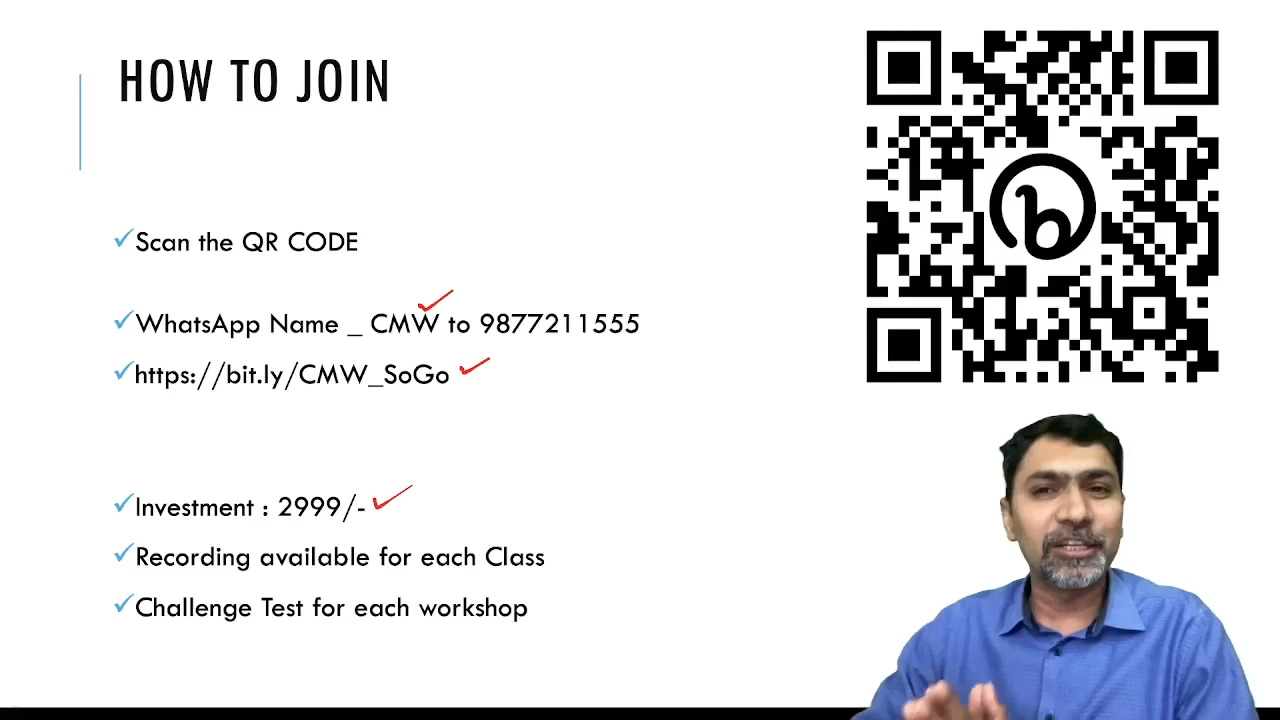 HOW TO JOIN
Scan the QR CODE
WhatsApp Name _ CMW to 9877211555
https://bit.ly/CMW_SoGo
Investment : 2999/-
Recording available for each Class
Challenge Test for each workshop